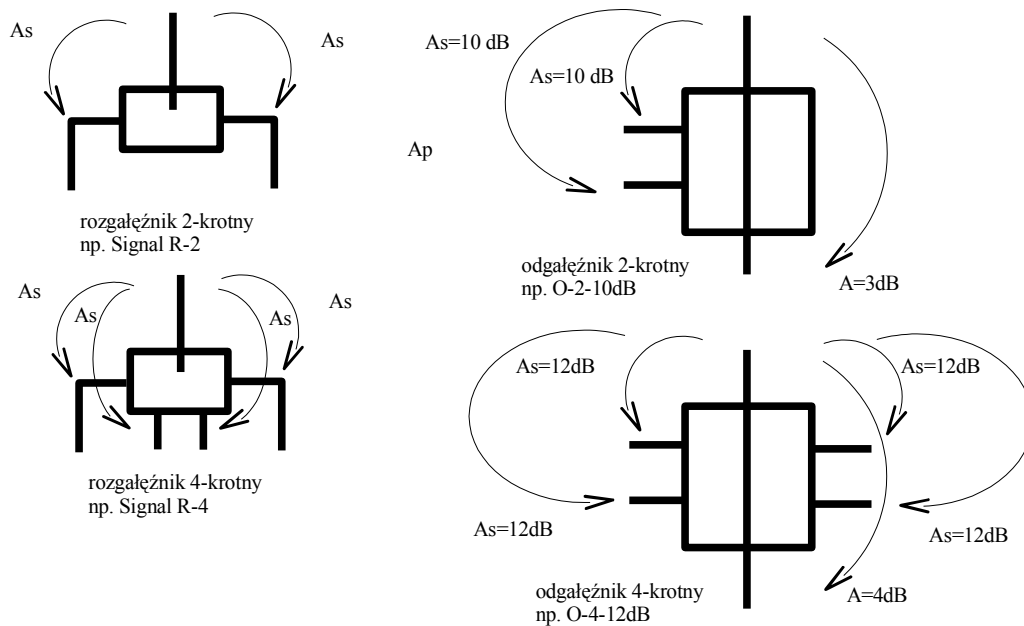 As
As
rozgałęźnik 2-krotny
np. Signal R-2
As
As
As
As
rozgałęźnik 4-krotny
np. Signal R-4
As=10 dB
As=10 dB
Ap
odgałęźnik 2-krotny
np. O-2-10dB
A=3dB
As=12dB
As=12dB
As=12dB
As=12dB
odgałęźnik 4-krotny
np. O-4-12dB
A=4dB